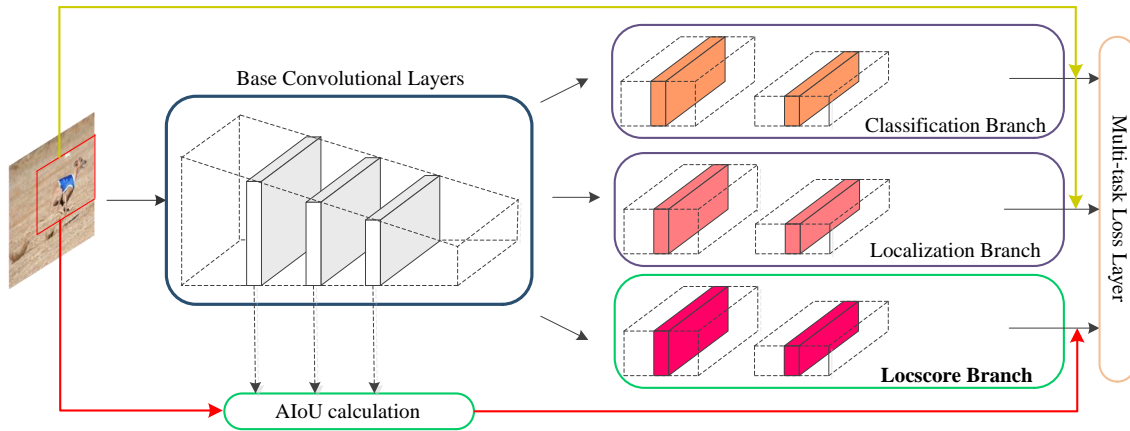 Base Convolutional Layers
Classification Branch
Localization Branch
Locscore Branch
AIoU calculation
Multi-task Loss Layer